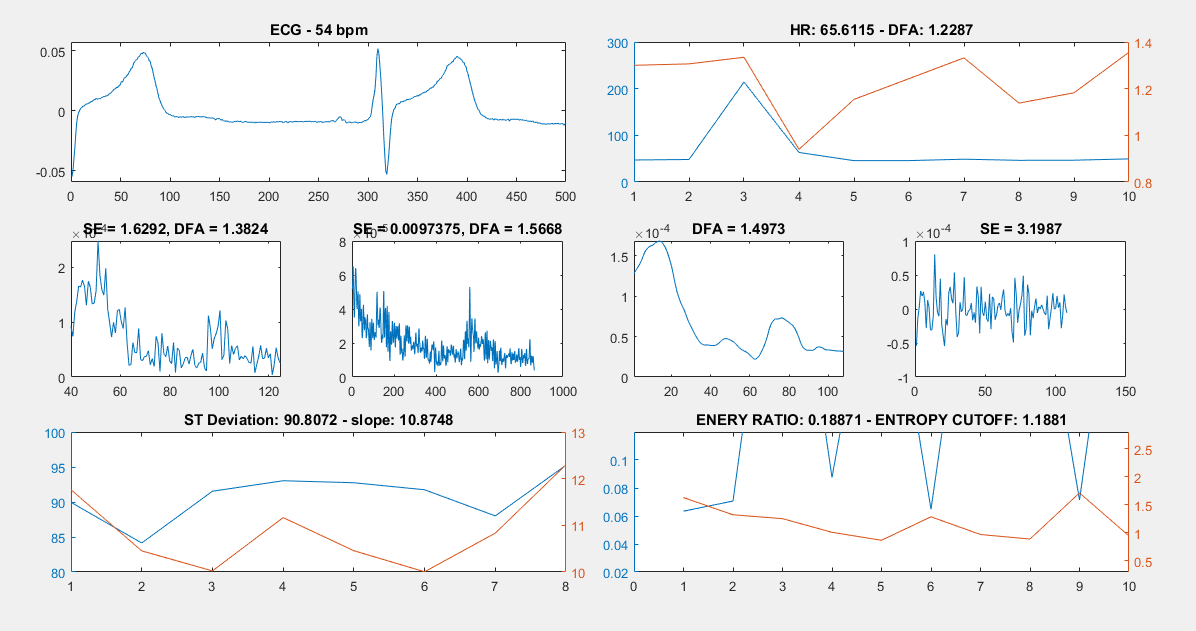 ECG - 54 bpm
0.05
0
-0.05
0 50 100 150 200 250 300 350 400 450 500
HR: 65.6115 - DFA: 1.2287
300
200
100
0
1.4
1.2
1
0.8
1 2 3 4 5 6 7 8 9 10
SE = 1.6292, DFA = 1.3824
2
1
0
40 60 80 100 120
SE = 0.0097375, DFA = 1.5668
8
6
4
2
0
0 200 400 600 800 1000
×10-4 DFA = 1.4973
1.5
1
0.5
0
20 40 60 80 100
×10-4 SE = 3.1987
1
0.5
0
-0.5
-1
0 50 100 150
ST Deviation: 90.8072 - slope: 10.8748
100
95
90
85
80
13
12
11
10
1 2 3 4 5 6 7 8
ENERY RATIO: 0.18871 - ENTROPY CUTOFF: 1.1881
0.1
0.08
0.06
0.04
0.02
2.5
2
1.5
1
0.5
0 1 2 3 4 5 6 7 8 9 10